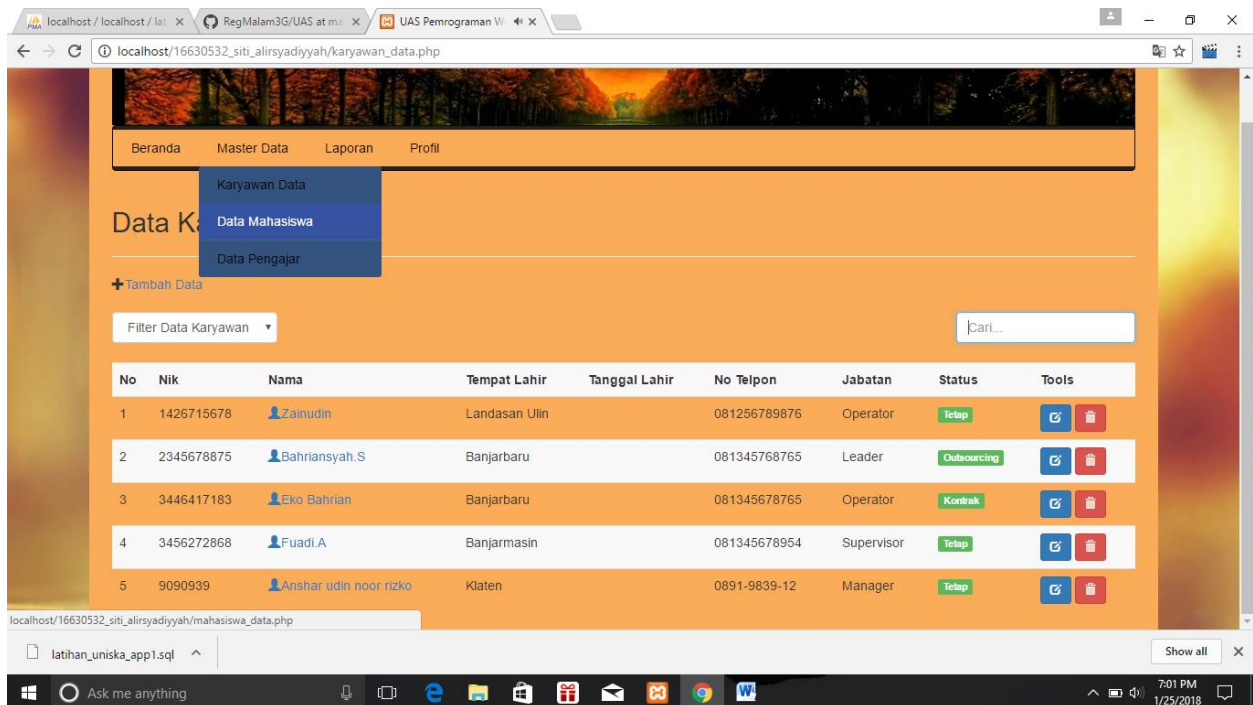 localhost / localhost / lat
RegMalam3G/UAS at ma
UAS Pemrograman W
localhost/16630532_siti_alirsyadiyyah/karyawan_data.php
Beranda Master Data Laporan Profil
Karyawan Data
Data Mahasiswa
Data Pengajar
Data Ka
Tambah Data
Filter Data Karyawan
Cari...
No Nik Nama Tempat Lahir Tanggal Lahir No Telpon Jabatan Status Tools
1 1426715678 Zainudin Landasan Ulin 081256789876 Operator Tetap
2 2345678875 Bahriansyah.S Banjarbaru 081345768765 Leader Outsourcing
3 3446417183 Eko Bahrian Banjarbaru 081345678765 Operator Kontrak
4 3456272868 Fuadi.A Banjarmasin 081345678954 Supervisor Tetap
5 9090939 Anshar udin noor rizko Klaten 0891-9839-12 Manager Tetap
localhost/16630532_siti_alirsyadiyyah/mahasiswa_data.php
latihan_uniska_app1.sql
Show all
Ask me anything
7:01 PM
1/25/2018